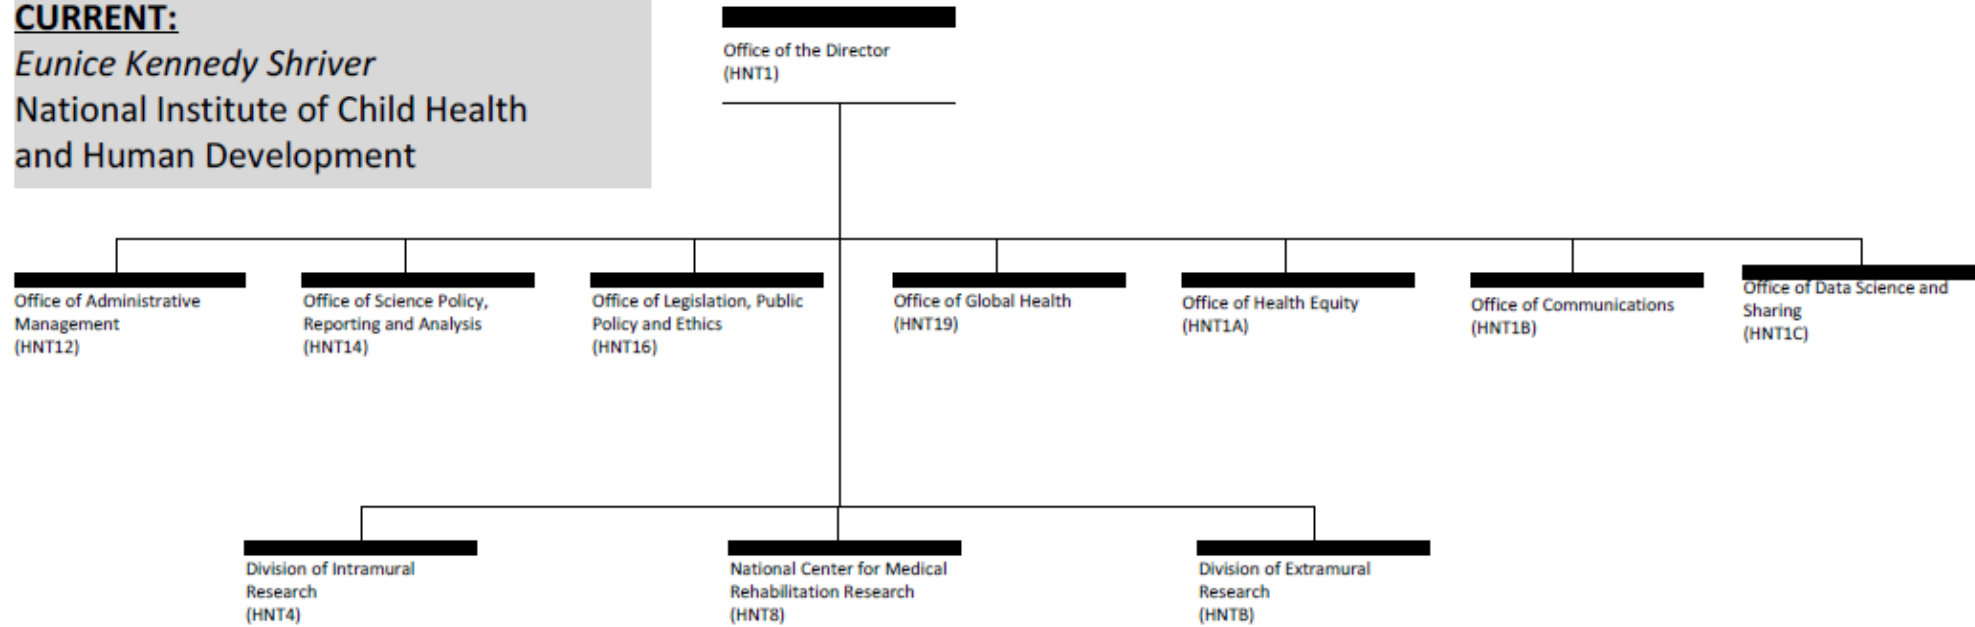 CURRENT:
Eunice Kennedy Shriver
National Institute of Child Health
and Human Development
Office of the Director
(HNT1)
Office of Administrative
Management
(HNT12)
Office of Science Policy,
Reporting and Analysis
(HNT14)
Office of Legislation, Public
Policy and Ethics
(HNT16)
Office of Global Health
(HNT19)
Office of Health Equity
(HNT1A)
Office of Communications
(HNT1B)
Office of Data Science and
Sharing
(HNT1C)
Division of Intramural
Research
(HNT4)
National Center for Medical
Rehabilitation Research
(HNT8)
Division of Extramural
Research
(HNTB)